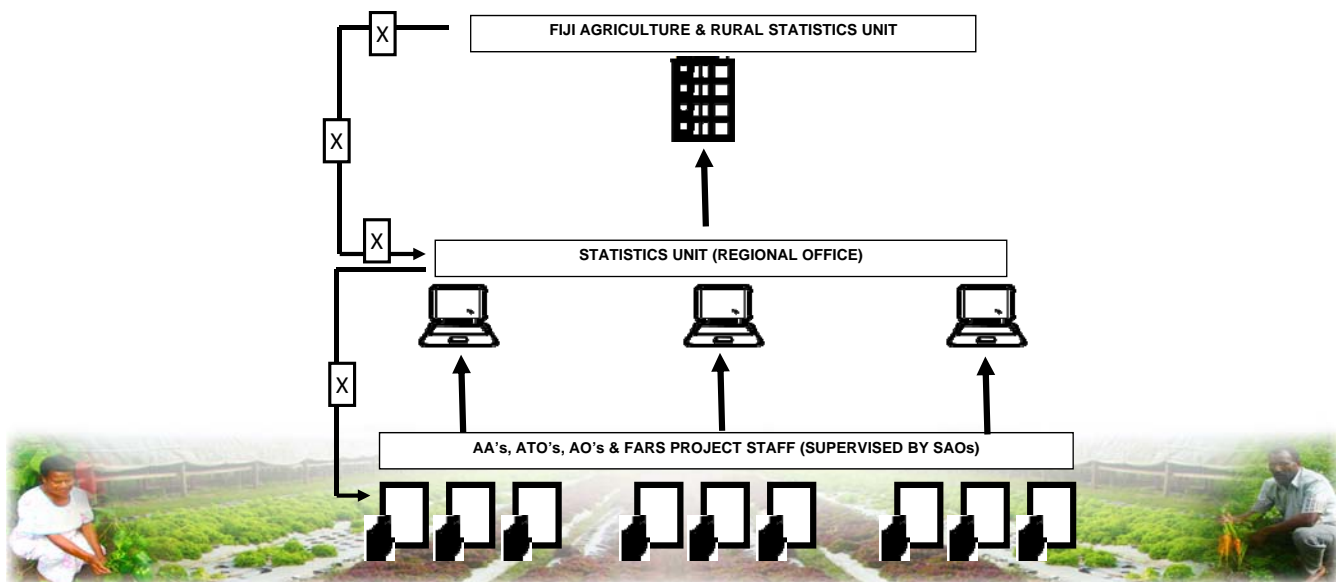 X
FIJI AGRICULTURE & RURAL STATISTICS UNIT
X
X
STATISTICS UNIT (REGIONAL OFFICE)
X
AA's, ATO's, AO's & FARS PROJECT STAFF (SUPERVISED BY SAOs)